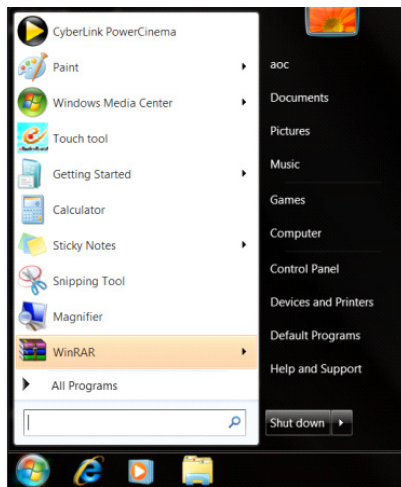 CyberLink PowerCinema
Paint
Windows Media Center
Touch tool
Getting Started
Calculator
Sticky Notes
Snipping Tool
Magnifier
WinRAR
All Programs
aoc
Documents
Pictures
Music
Games
Computer
Control Panel
Devices and Printers
Default Programs
Help and Support
Shut down